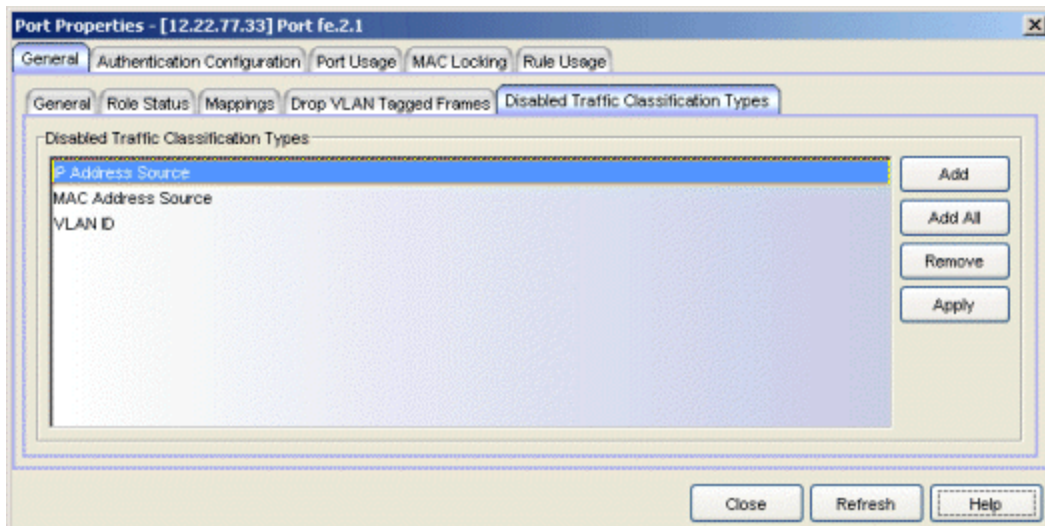 Port Properties - [12.22.77.33] Port fe.2.1
General Authentication Configuration Port Usage MAC Locking Rule Usage
General Role Status Mappings Drop VLAN Tagged Frames Disabled Traffic Classification Types
Disabled Traffic Classification Types
IP Address Source
Add
MAC Address Source
VLAN ID
Add All
Remove
Apply
Close Refresh Help